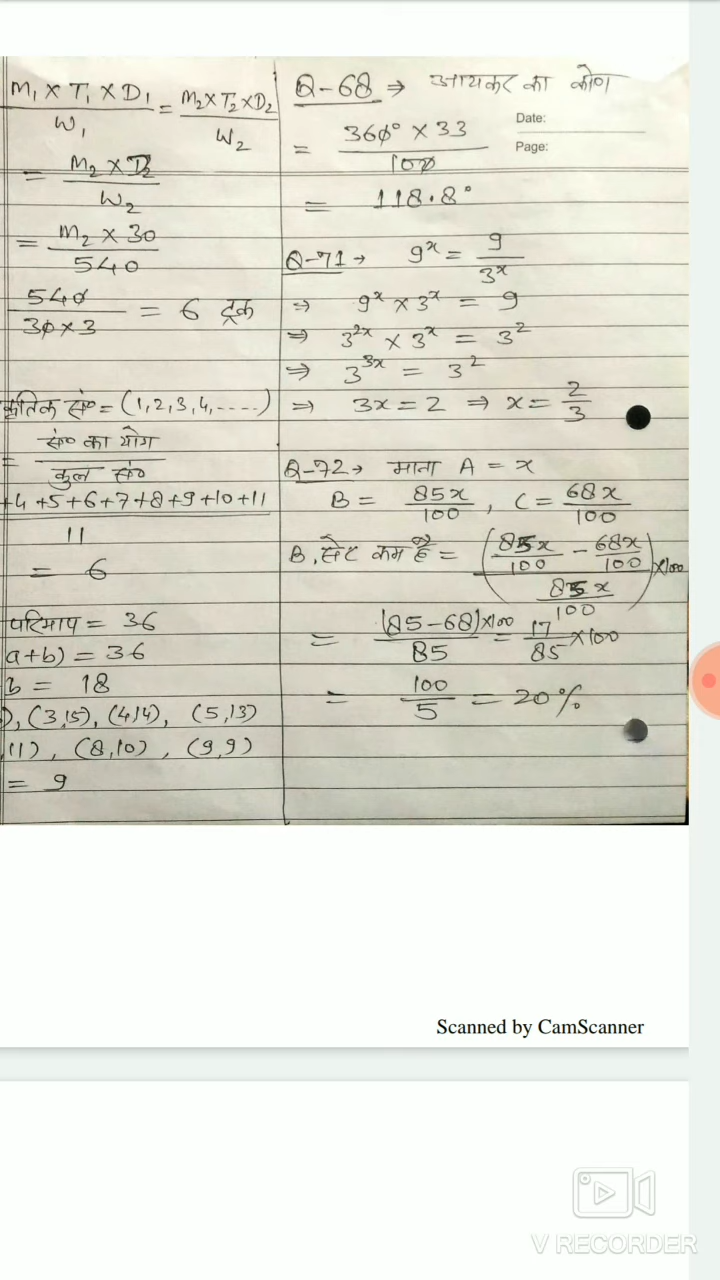 M₁ × T₁ × D₁ / W₁ = M₂ × T₂ × D₂ / W₂
= M₂ × D₂ / W₂
= M₂ × 30 / 540
540 / 30 × 3 = 6 ट्रक
कृतिक सं० = (1, 2, 3, 4, -----)
= सं० का योग / कुल सं०
+4 +5 +6 +7 +8 +9 +10 +11 / 11
= 6
परिमाप = 36
(a+b) = 36
b = 18
), (3,15), (4,14), (5,13)
11), (8,10), (9,9)
= 9
Date:
Page:
Q-68 → आयकर का कोण
= 360° × 33 / 100
= 118.8°
Q-71 → 9ˣ = 9 / 3ˣ
⇒ 9ˣ × 3ˣ = 9
⇒ 3²ˣ × 3ˣ = 3²
⇒ 3³ˣ = 3²
⇒ 3x = 2 ⇒ x = 2/3
Q-72 → माना A = x
B = 85x/100, C = 68x/100
B, से C कम है = (85x/100 − 68x/100 / 85x/100) × 100
= (85−68)×100 / 85 = 17/85 × 100
= 100/5 = 20%
Scanned by CamScanner
V RECORDER